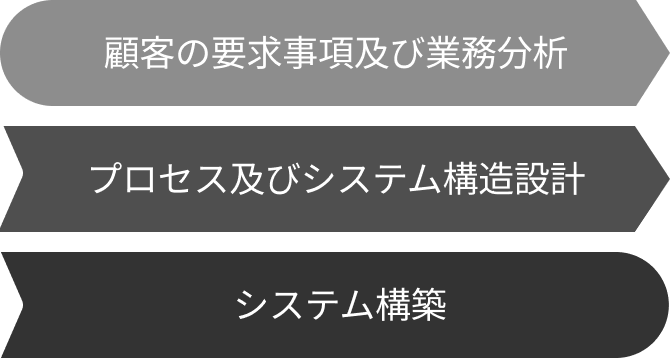 顧客の要求事項及び業務分析
プロセス及びシステム構造設計
システム構築